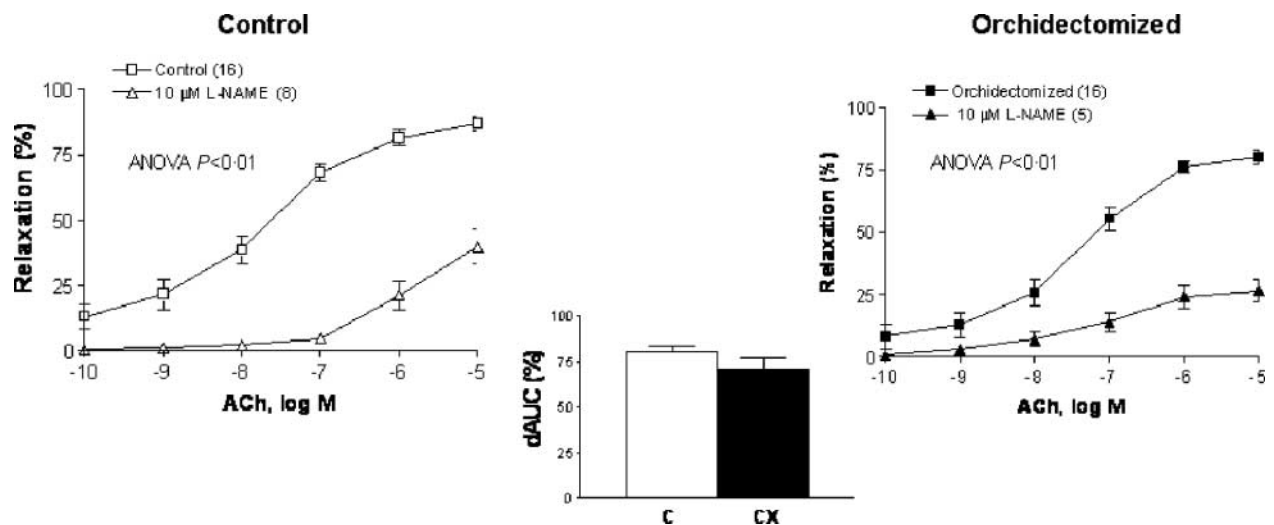 Control
Control (16)
10 µM L-NAME (8)
ANOVA P<0·01
Relaxation (%)
100
75
50
25
0
-10 -9 -8 -7 -6 -5
ACh, log M
dAUC (%)
100
75
50
25
0
C CX
Orchidectomized
Orchidectomized (16)
10 µM L-NAME (5)
ANOVA P<0·01
Relaxation (%)
100
75
50
25
0
-10 -9 -8 -7 -6 -5
ACh, log M